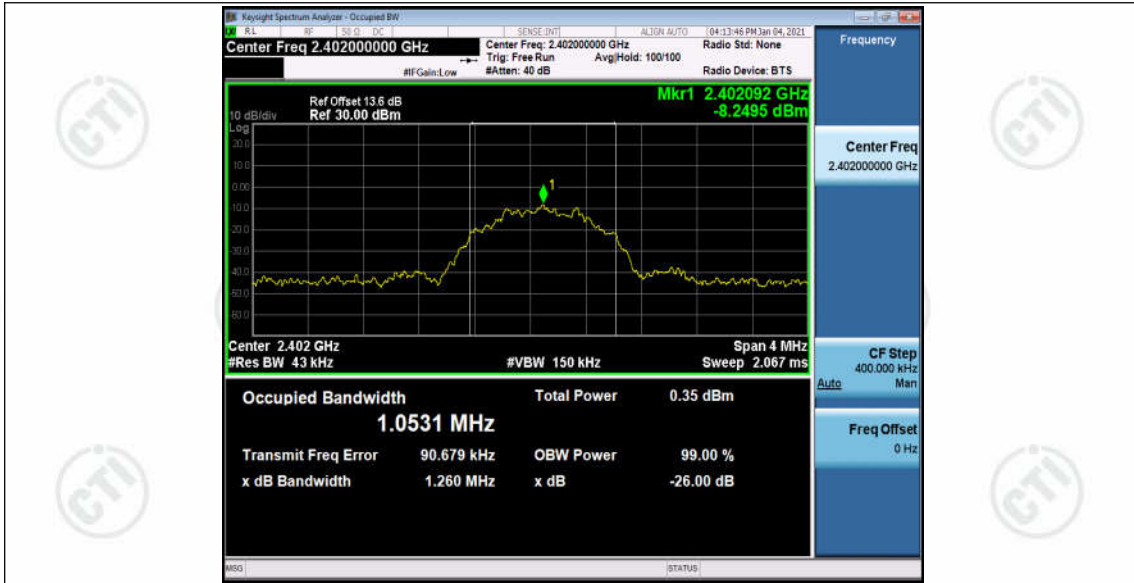 Keysight Spectrum Analyzer - Occupied BW
RL RF 50 Ω DC SENSE:INT ALIGN AUTO 04:13:46 PM Jan 04, 2021
Center Freq 2.402000000 GHz
Center Freq: 2.402000000 GHz Radio Std: None
Trig: Free Run Avg|Hold: 100/100
#IFGain:Low #Atten: 40 dB Radio Device: BTS
Frequency
Mkr1 2.402092 GHz
-8.2495 dBm
Ref Offset 13.6 dB
10 dB/div Ref 30.00 dBm
Log
20.0
10.0
0.00
-10.0
-20.0
-30.0
-40.0
-50.0
-60.0
1
Center 2.402 GHz Span 4 MHz
#Res BW 43 kHz #VBW 150 kHz Sweep 2.067 ms
Occupied Bandwidth Total Power 0.35 dBm
1.0531 MHz
Transmit Freq Error 90.679 kHz OBW Power 99.00 %
x dB Bandwidth 1.260 MHz x dB -26.00 dB
Center Freq
2.402000000 GHz
CF Step
400.000 kHz
Auto Man
Freq Offset
0 Hz
MSG STATUS
CTI
CTI
CTI
CTI